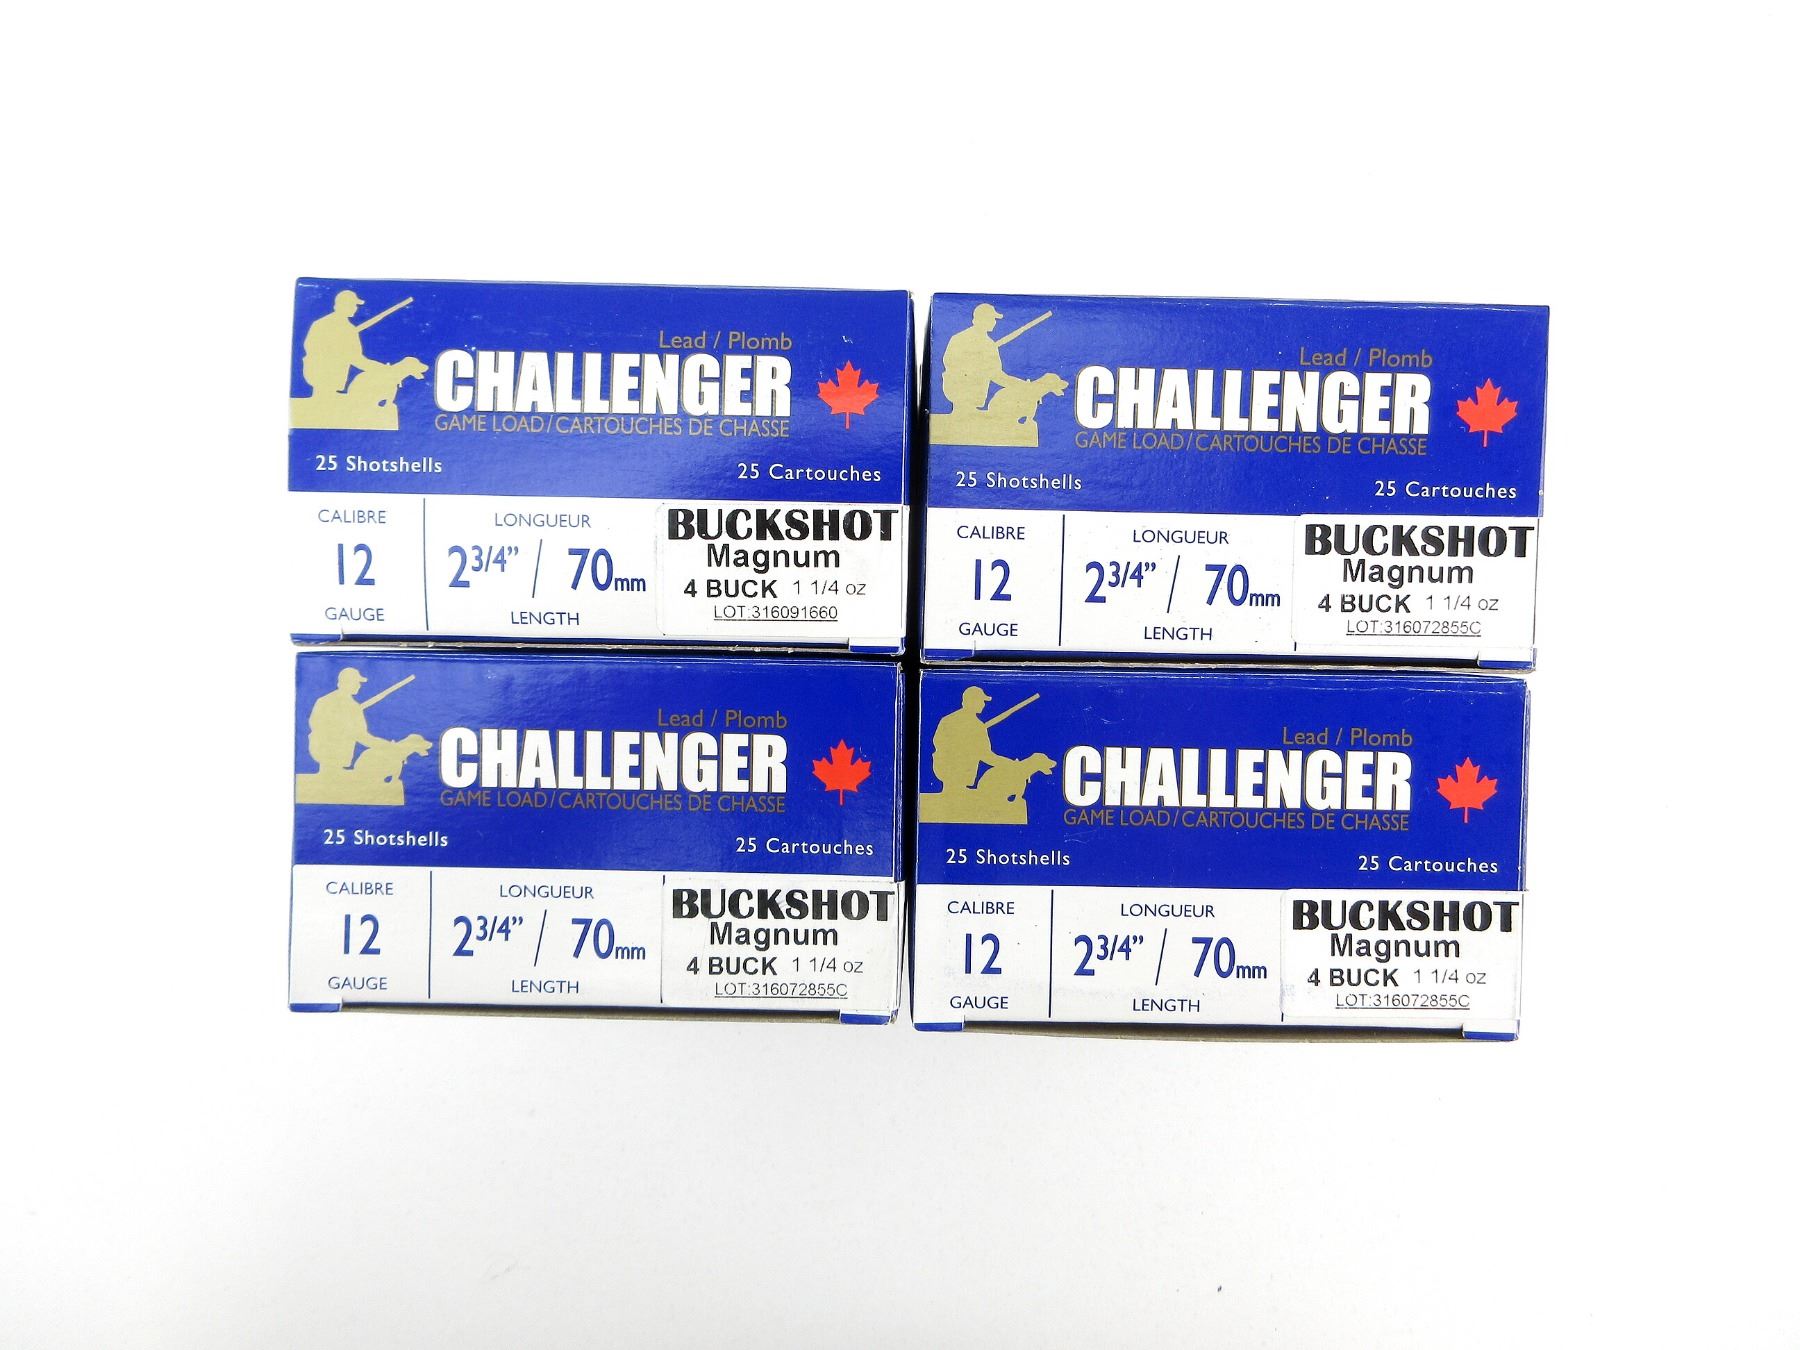 Lead / Plomb
CHALLENGER
GAME LOAD/CARTOUCHES DE CHASSE
25 Shotshells 25 Cartouches
CALIBRE LONGUEUR BUCKSHOT
Magnum
12 2 3/4” / 70mm
4 BUCK 1 1/4 oz
GAUGE LENGTH LOT:316091660
Lead / Plomb
CHALLENGER
GAME LOAD/CARTOUCHES DE CHASSE
25 Shotshells 25 Cartouches
CALIBRE LONGUEUR BUCKSHOT
Magnum
12 2 3/4” / 70mm
4 BUCK 1 1/4 oz
GAUGE LENGTH LOT:316072855C
Lead / Plomb
CHALLENGER
GAME LOAD/CARTOUCHES DE CHASSE
25 Shotshells 25 Cartouches
CALIBRE LONGUEUR BUCKSHOT
Magnum
12 2 3/4” / 70mm
4 BUCK 1 1/4 oz
GAUGE LENGTH LOT:316072855C
Lead / Plomb
CHALLENGER
GAME LOAD/CARTOUCHES DE CHASSE
25 Shotshells 25 Cartouches
CALIBRE LONGUEUR BUCKSHOT
Magnum
12 2 3/4” / 70mm
4 BUCK 1 1/4 oz
GAUGE LENGTH LOT:316072855C